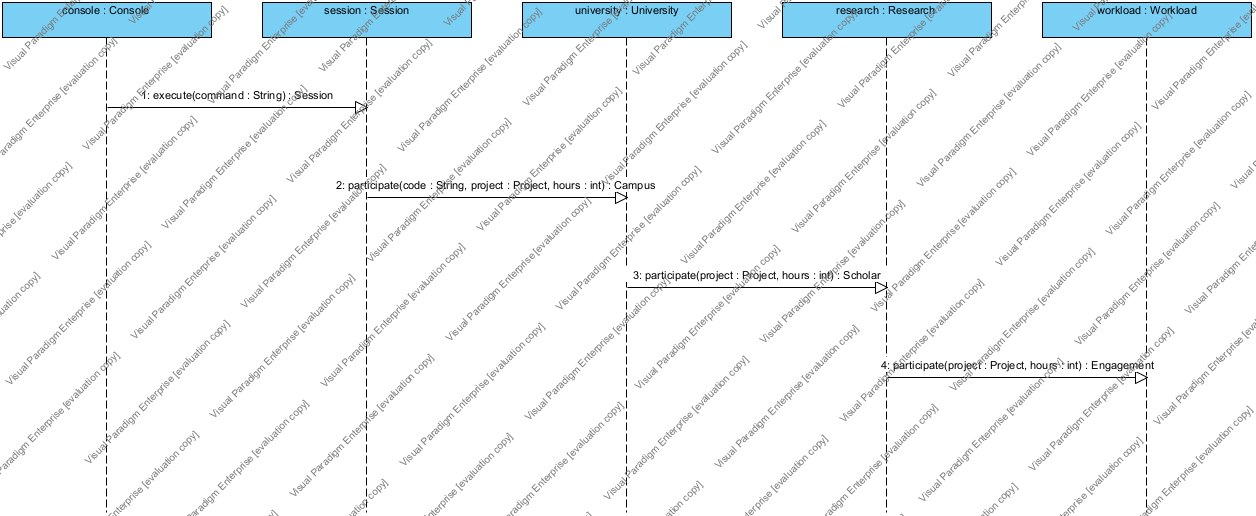 console : Console
session : Session
university : University
research : Research
workload : Workload
1: execute(command : String) : Session
2: participate(code : String, project : Project, hours : int) : Campus
3: participate(project : Project, hours : int) : Scholar
4: participate(project : Project, hours : int) : Engagement
Visual Paradigm Enterprise [evaluation copy]